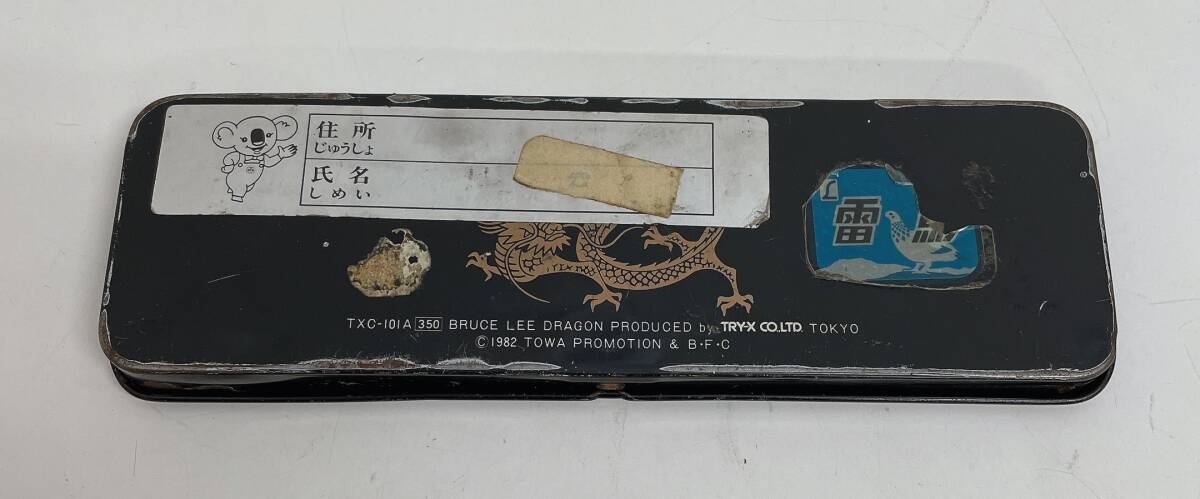 住所
じゅうしょ
氏名
しめい
雷鳥
TXC-101A 350 BRUCE LEE DRAGON PRODUCED by TRY-X CO.LTD. TOKYO
©1982 TOWA PROMOTION & B・F・C